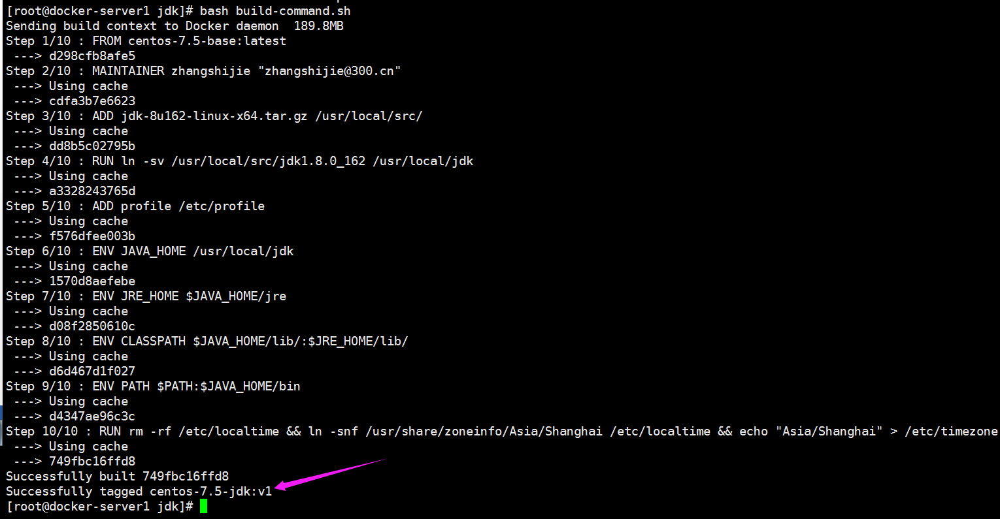 [root@docker-server1 jdk]# bash build-command.sh
Sending build context to Docker daemon  189.8MB
Step 1/10 : FROM centos-7.5-base:latest
 ---> d298cfb8afe5
Step 2/10 : MAINTAINER zhangshijie "zhangshijie@300.cn"
 ---> Using cache
 ---> cdfa3b7e6623
Step 3/10 : ADD jdk-8u162-linux-x64.tar.gz /usr/local/src/
 ---> Using cache
 ---> dd8b5c02795b
Step 4/10 : RUN ln -sv /usr/local/src/jdk1.8.0_162 /usr/local/jdk
 ---> Using cache
 ---> a3328243765d
Step 5/10 : ADD profile /etc/profile
 ---> Using cache
 ---> f576dfee003b
Step 6/10 : ENV JAVA_HOME /usr/local/jdk
 ---> Using cache
 ---> 1570d8aefebe
Step 7/10 : ENV JRE_HOME $JAVA_HOME/jre
 ---> Using cache
 ---> d08f2850610c
Step 8/10 : ENV CLASSPATH $JAVA_HOME/lib/:$JRE_HOME/lib/
 ---> Using cache
 ---> d6d467d1f027
Step 9/10 : ENV PATH $PATH:$JAVA_HOME/bin
 ---> Using cache
 ---> d4347ae96c3c
Step 10/10 : RUN rm -rf /etc/localtime && ln -snf /usr/share/zoneinfo/Asia/Shanghai /etc/localtime && echo "Asia/Shanghai" > /etc/timezone
 ---> Using cache
 ---> 749fbc16ffd8
Successfully built 749fbc16ffd8
Successfully tagged centos-7.5-jdk:v1
[root@docker-server1 jdk]#